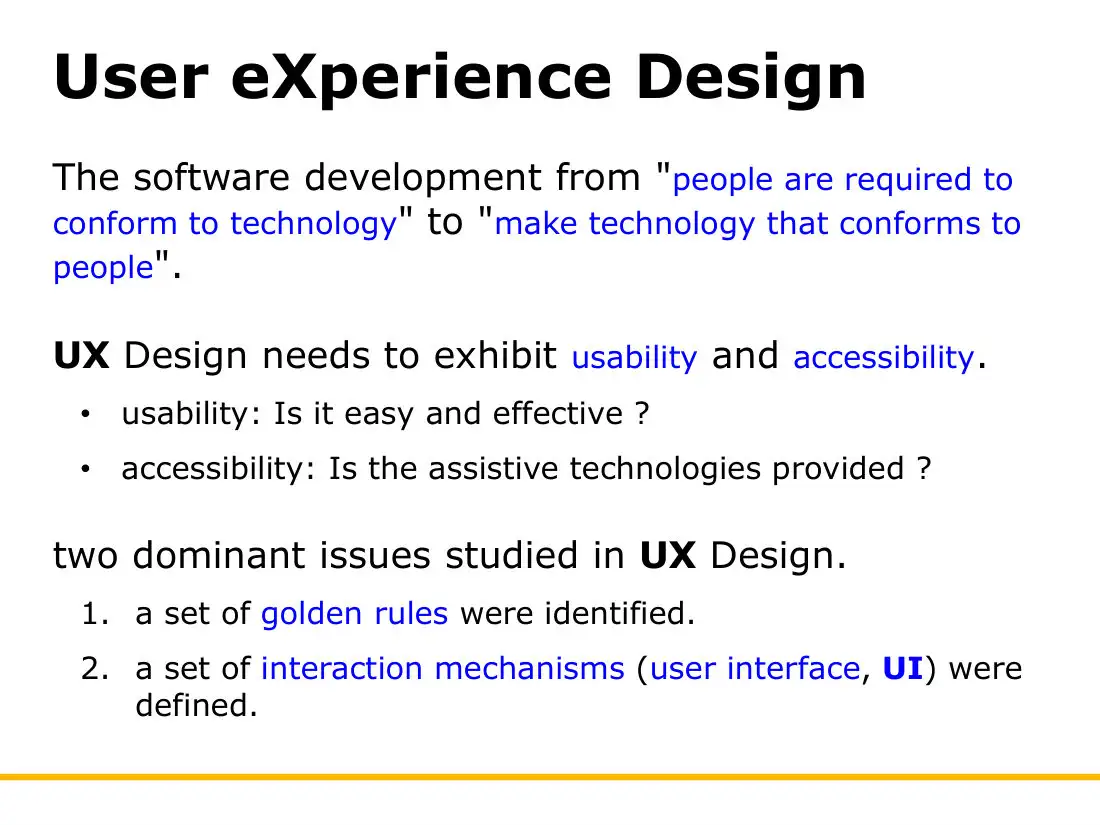 User eXperience Design
The software development from "people are required to
conform to technology" to "make technology that conforms to
people".
UX Design needs to exhibit usability and accessibility.
• usability: Is it easy and effective ?
• accessibility: Is the assistive technologies provided ?
two dominant issues studied in UX Design.
1. a set of golden rules were identified.
2. a set of interaction mechanisms (user interface, UI) were
defined.